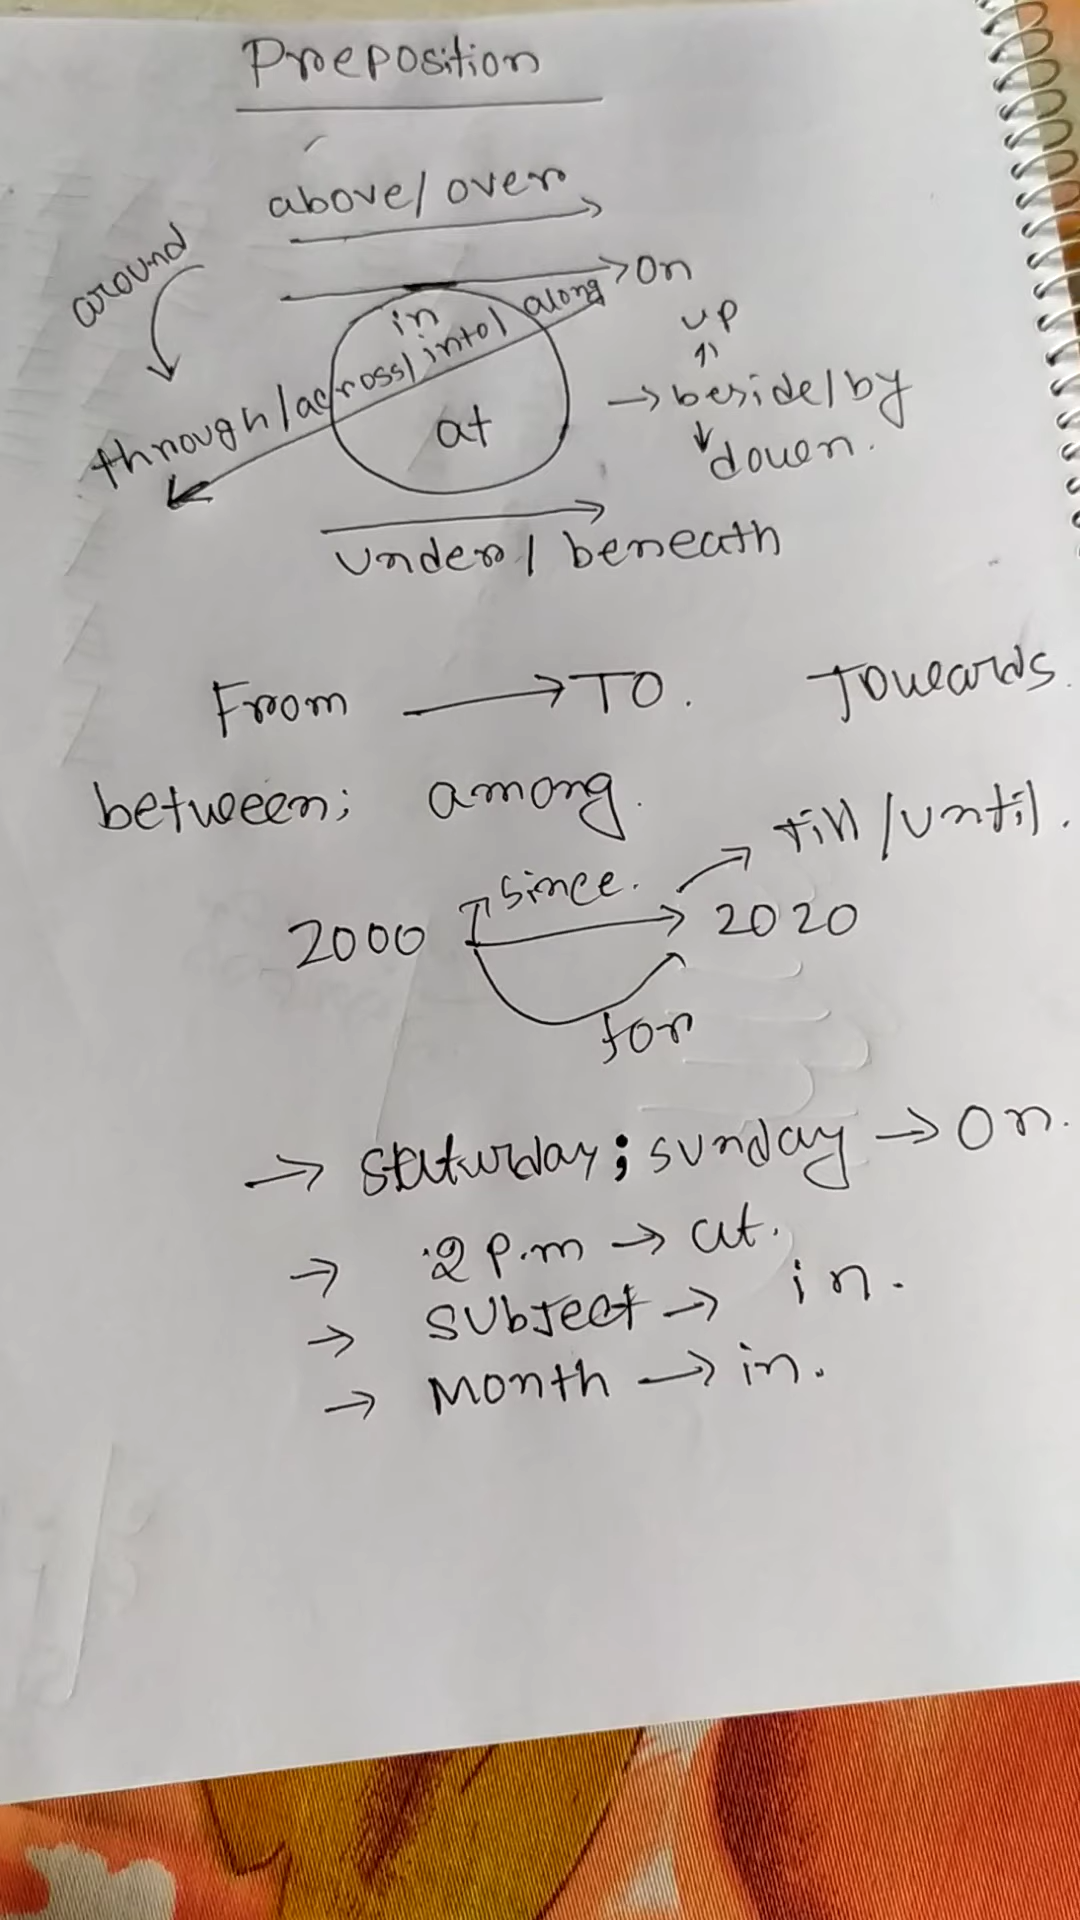 Preposition
above/ over
around
→ On
in
through/across/ into/ along
up
↑
→ beside/by
↓
down.
at
under / beneath
From → TO. Towards.
between; among.
till /until.
since.
2000 → 2020
for
→ Saturday; sunday → On.
→ 2 p.m → at.
→ SUBJECT → in.
→ Month → in.